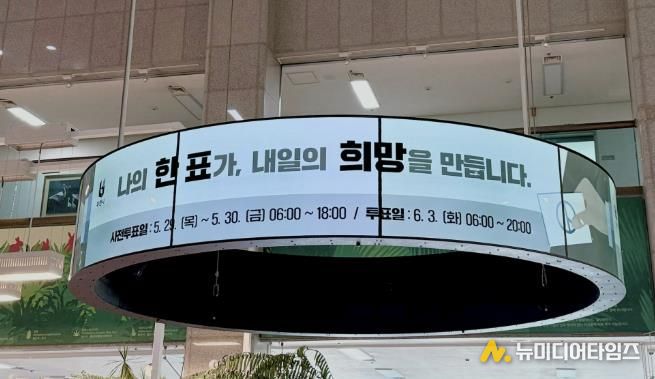 나의 한 표가, 내일의 희망을 만듭니다.
사전투표일 : 5. 29. (목) ~ 5. 30. (금) 06:00 ~ 18:00 / 투표일 : 6. 3. (화) 06:00 ~ 20:00
뉴미디어타임즈